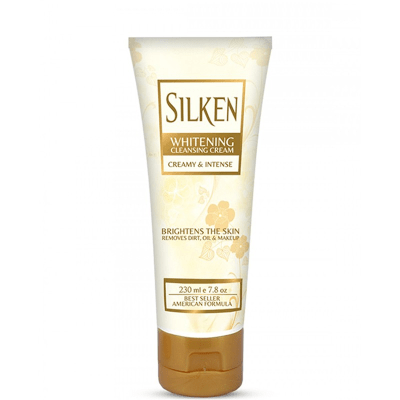 SILKEN
WHITENING
CLEANSING CREAM
CREAMY & INTENSE
BRIGHTENS THE SKIN
REMOVES DIRT, OIL & MAKEUP
230 ml e 7.8 oz
BEST SELLER
AMERICAN FORMULA